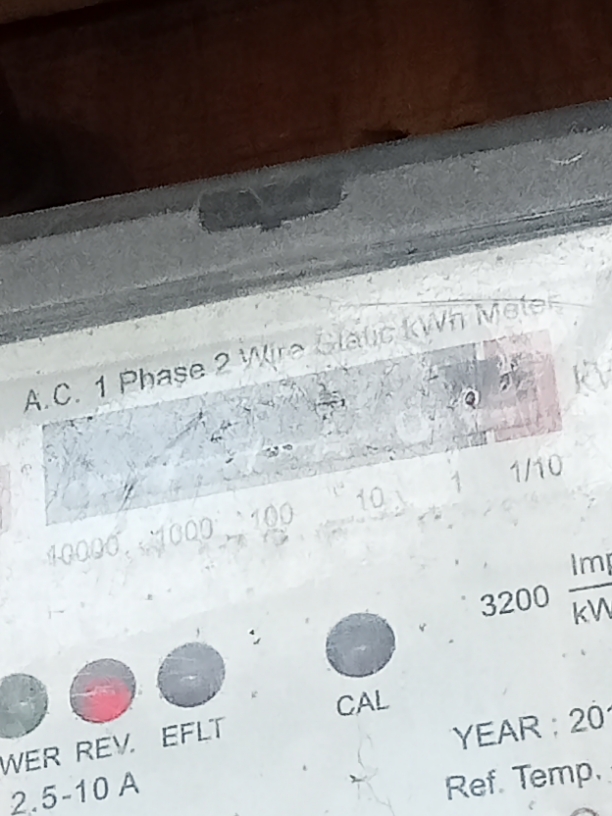 A.C. 1 Phase 2 Wire Static kWh Meter
10000 1000 100 10 1 1/10
3200 Imp
kW
CAL
WER REV. EFLT
2.5-10 A
YEAR : 201
Ref. Temp.